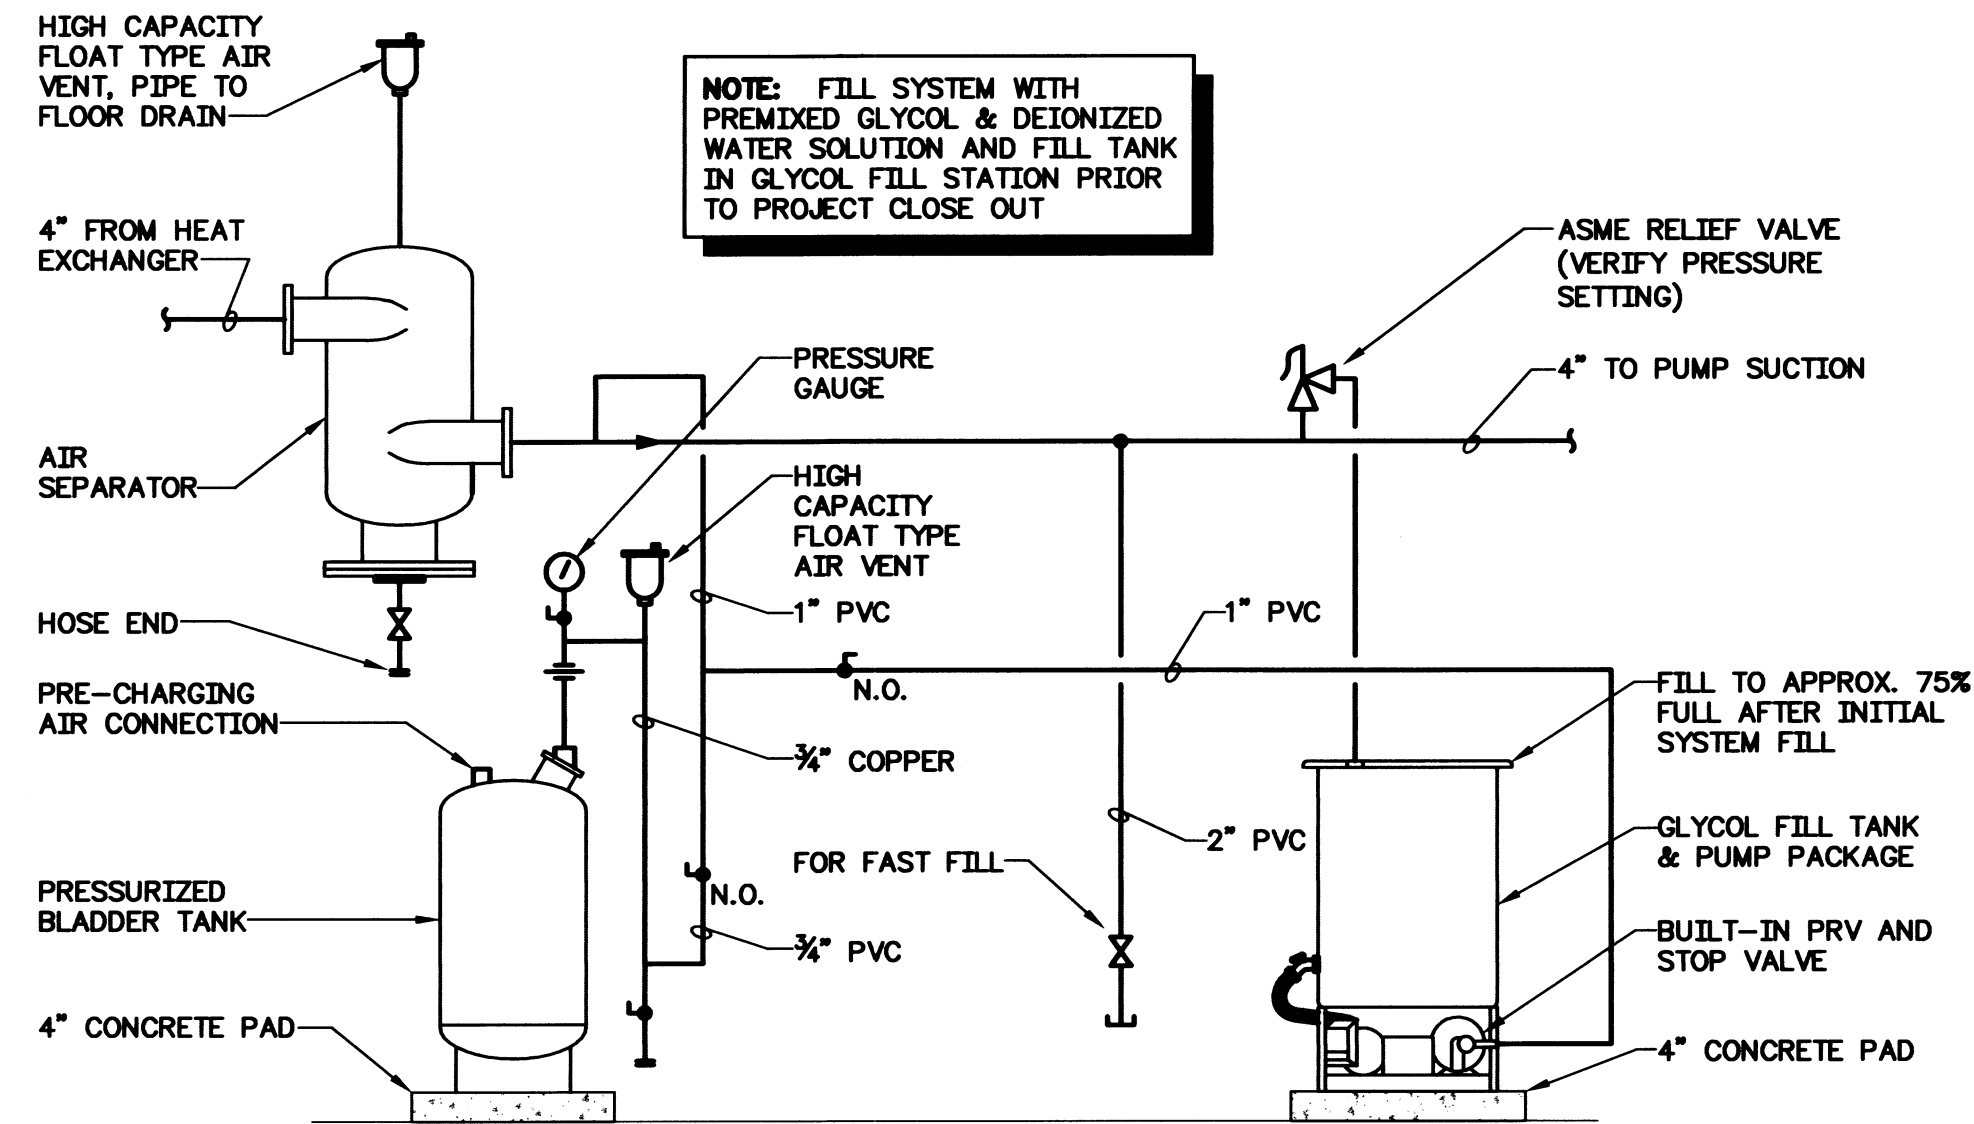 HIGH CAPACITY
FLOAT TYPE AIR
VENT, PIPE TO
FLOOR DRAIN
NOTE: FILL SYSTEM WITH
PREMIXED GLYCOL & DEIONIZED
WATER SOLUTION AND FILL TANK
IN GLYCOL FILL STATION PRIOR
TO PROJECT CLOSE OUT
4" FROM HEAT
EXCHANGER
ASME RELIEF VALVE
(VERIFY PRESSURE
SETTING)
PRESSURE
GAUGE
4" TO PUMP SUCTION
AIR
SEPARATOR
HIGH
CAPACITY
FLOAT TYPE
AIR VENT
HOSE END
1" PVC
1" PVC
PRE-CHARGING
AIR CONNECTION
N.O.
FILL TO APPROX. 75%
FULL AFTER INITIAL
SYSTEM FILL
¾" COPPER
2" PVC
GLYCOL FILL TANK
& PUMP PACKAGE
FOR FAST FILL
PRESSURIZED
BLADDER TANK
N.O.
¾" PVC
BUILT-IN PRV AND
STOP VALVE
4" CONCRETE PAD
4" CONCRETE PAD